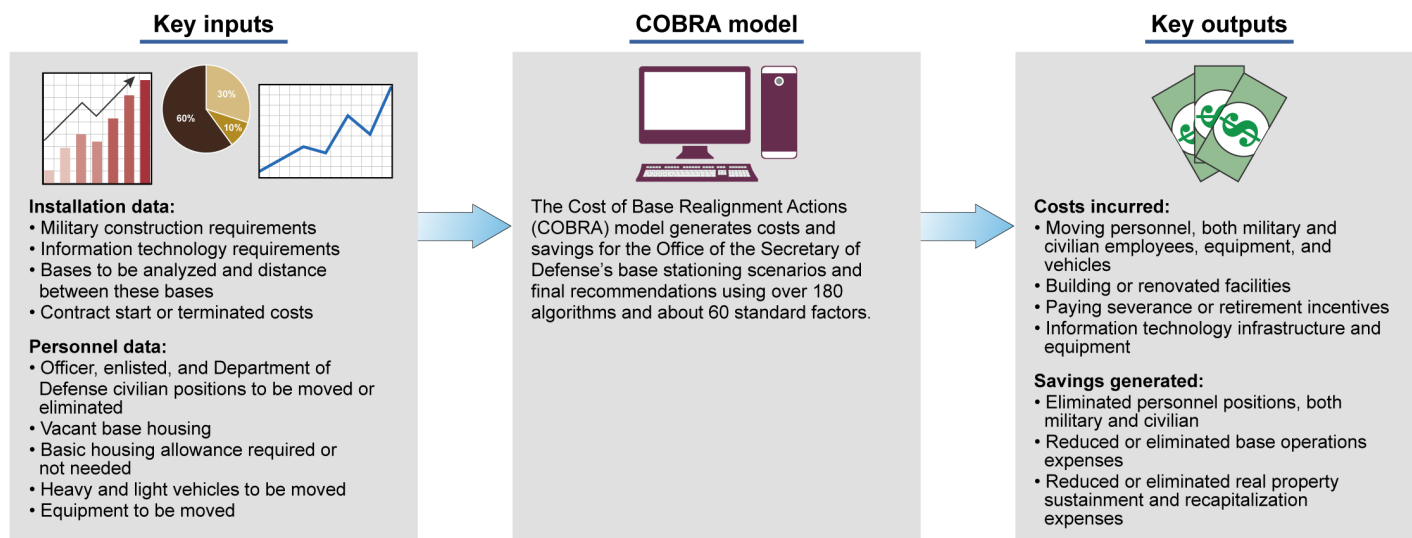 Key inputs
30%
60%
10%
Installation data:
• Military construction requirements
• Information technology requirements
• Bases to be analyzed and distance
between these bases
• Contract start or terminated costs
Personnel data:
• Officer, enlisted, and Department of
Defense civilian positions to be moved or
eliminated
• Vacant base housing
• Basic housing allowance required or
not needed
• Heavy and light vehicles to be moved
• Equipment to be moved
COBRA model
The Cost of Base Realignment Actions
(COBRA) model generates costs and
savings for the Office of the Secretary of
Defense’s base stationing scenarios and
final recommendations using over 180
algorithms and about 60 standard factors.
Key outputs
$
$
$
Costs incurred:
• Moving personnel, both military and
civilian employees, equipment, and
vehicles
• Building or renovated facilities
• Paying severance or retirement incentives
• Information technology infrastructure and
equipment
Savings generated:
• Eliminated personnel positions, both
military and civilian
• Reduced or eliminated base operations
expenses
• Reduced or eliminated real property
sustainment and recapitalization
expenses